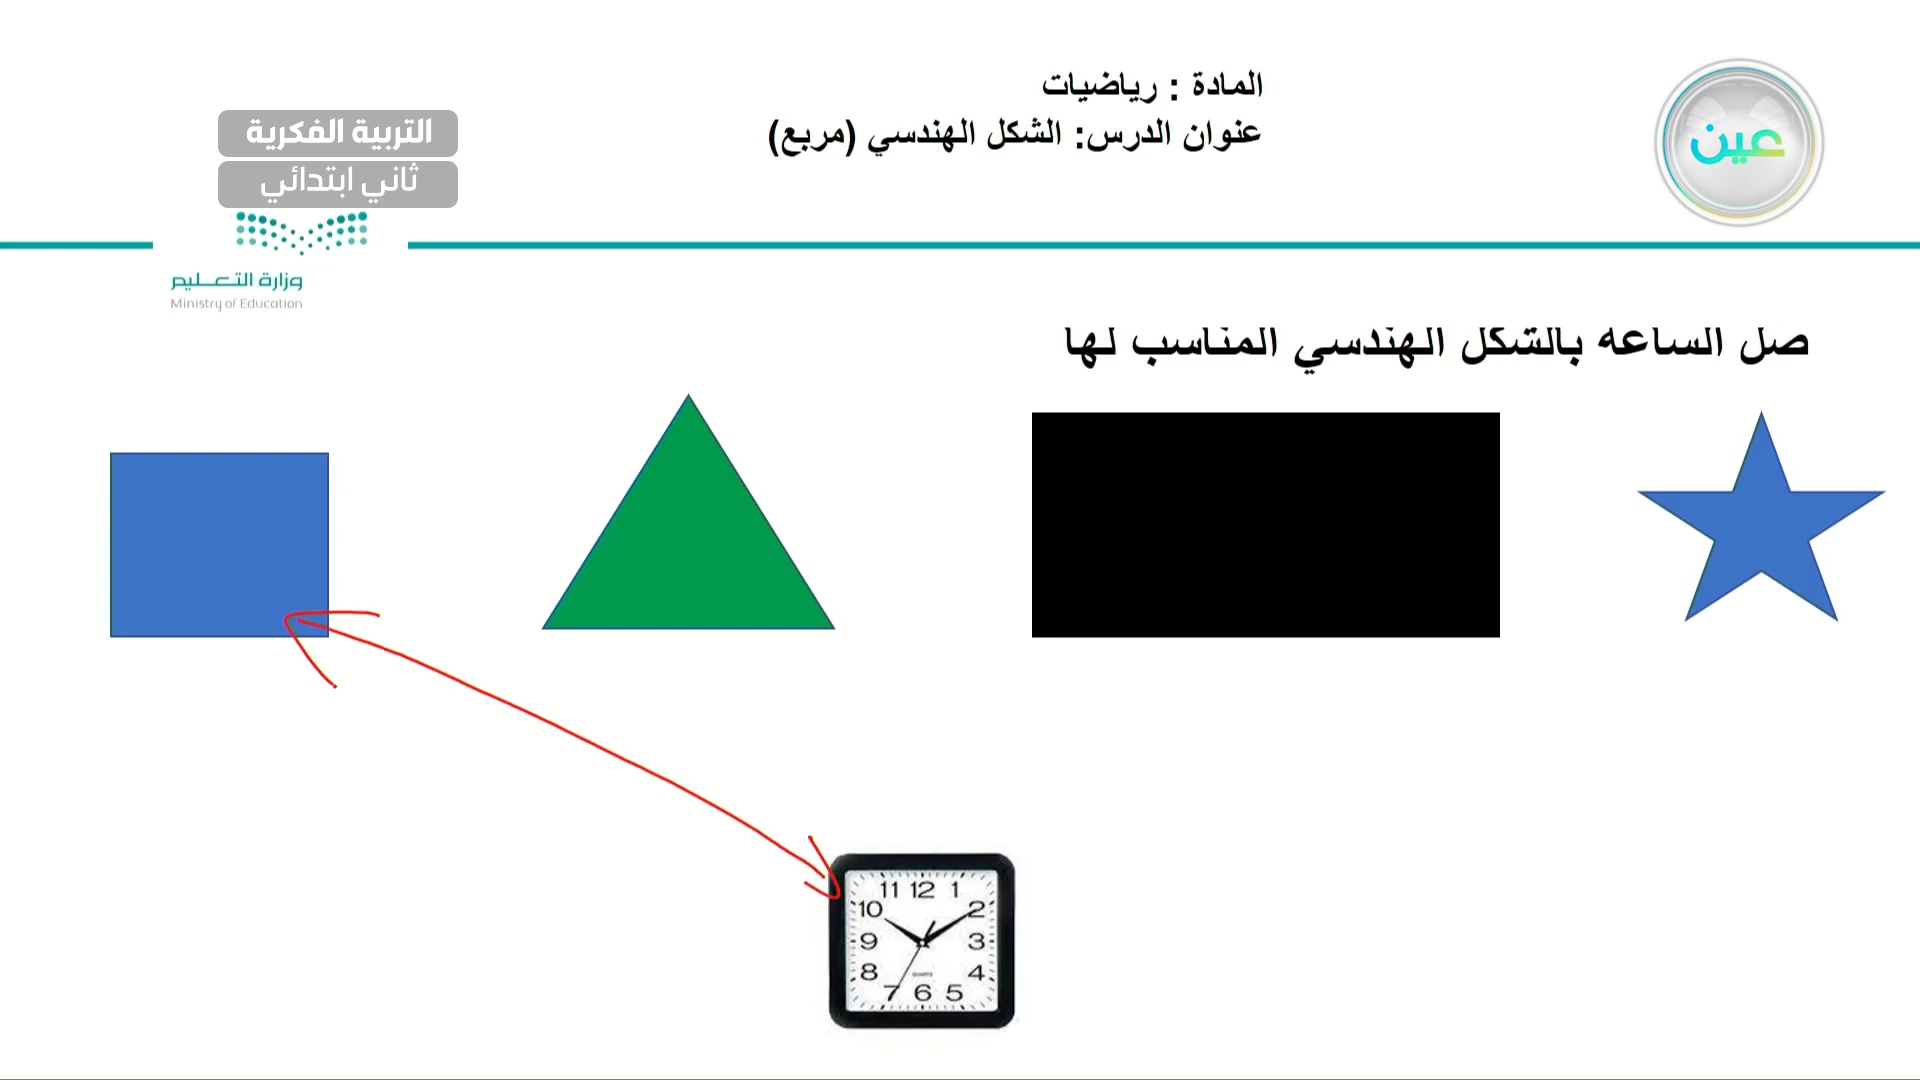 المادة : رياضيات
عنوان الدرس: الشكل الهندسي (مربع)
عين
التربية الفكرية
ثاني ابتدائي
وزارة التعليم
Ministry of Education
صل الساعه بالشكل الهندسي المناسب لها
11 12 1
10 2
9 3
8 4
7 6 5
QUARTZ